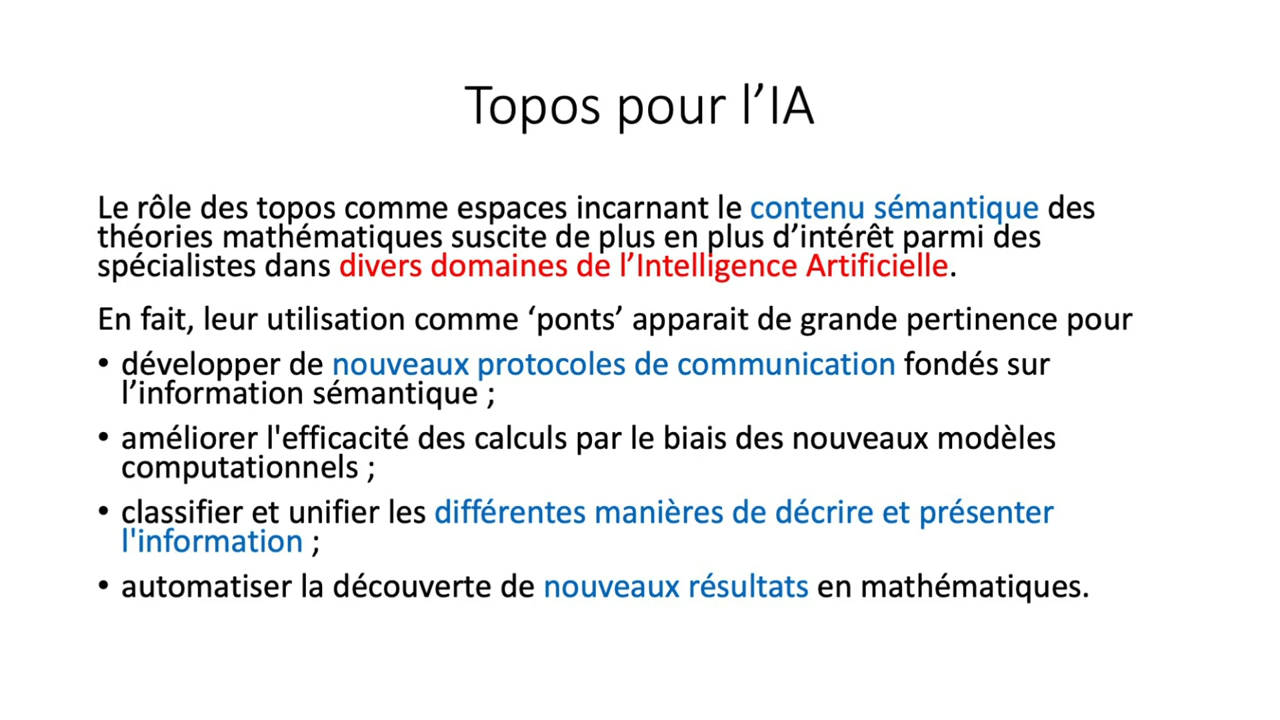 Topos pour l’IA
Le rôle des topos comme espaces incarnant le contenu sémantique des
théories mathématiques suscite de plus en plus d’intérêt parmi des
spécialistes dans divers domaines de l’Intelligence Artificielle.
En fait, leur utilisation comme ‘ponts’ apparait de grande pertinence pour
• développer de nouveaux protocoles de communication fondés sur
l’information sémantique ;
• améliorer l'efficacité des calculs par le biais des nouveaux modèles
computationnels ;
• classifier et unifier les différentes manières de décrire et présenter
l'information ;
• automatiser la découverte de nouveaux résultats en mathématiques.